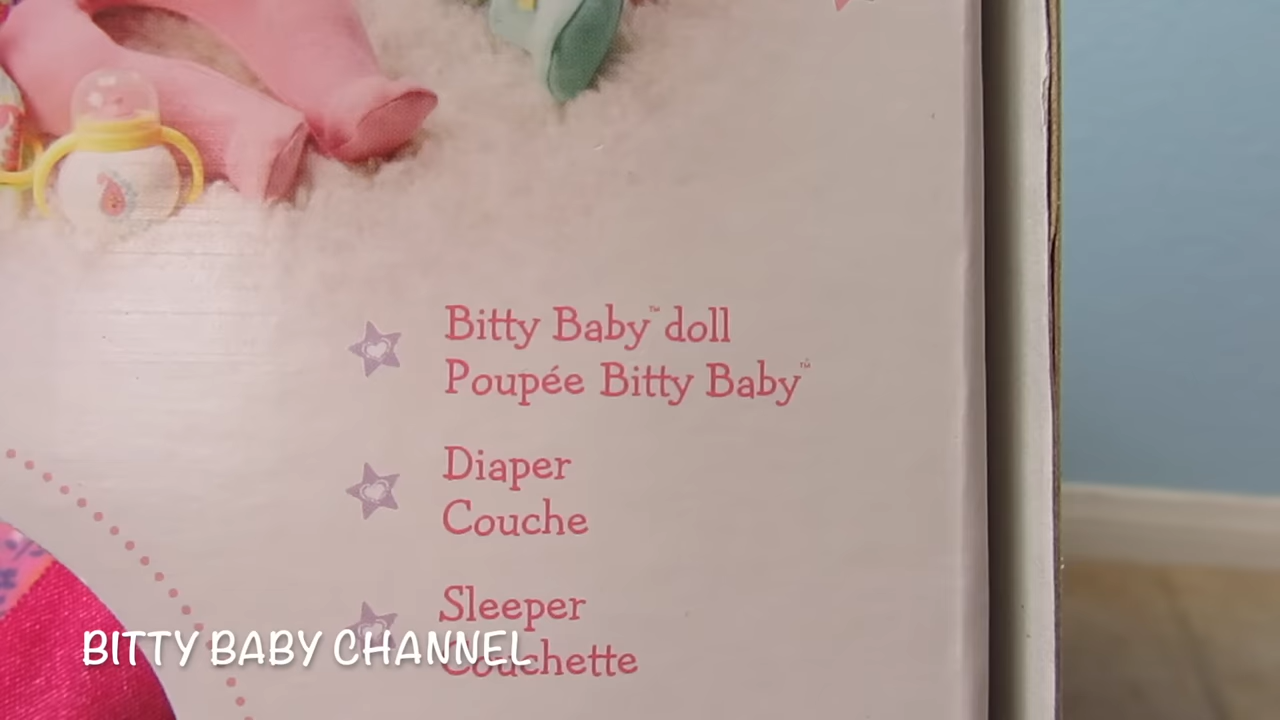 Bitty Baby™ doll
Poupée Bitty Baby™
Diaper
Couche
Sleeper
Couchette
BITTY BABY CHANNEL